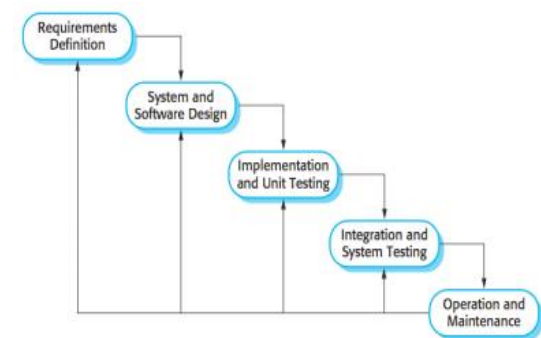 Requirements
Definition
System and
Software Design
Implementation
and Unit Testing
Integration and
System Testing
Operation and
Maintenance